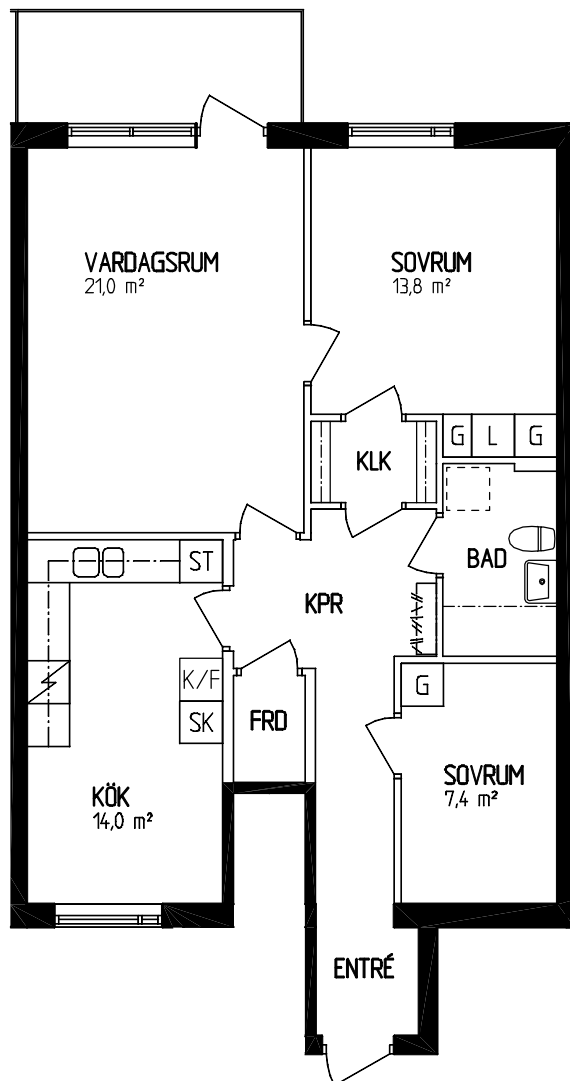 VARDAGSRUM
21,0 m²
SOVRUM
13,8 m²
KLK
G
L
G
BAD
ST
KPR
K/F
SK
FRD
G
KÖK
14,0 m²
SOVRUM
7,4 m²
ENTRÉ